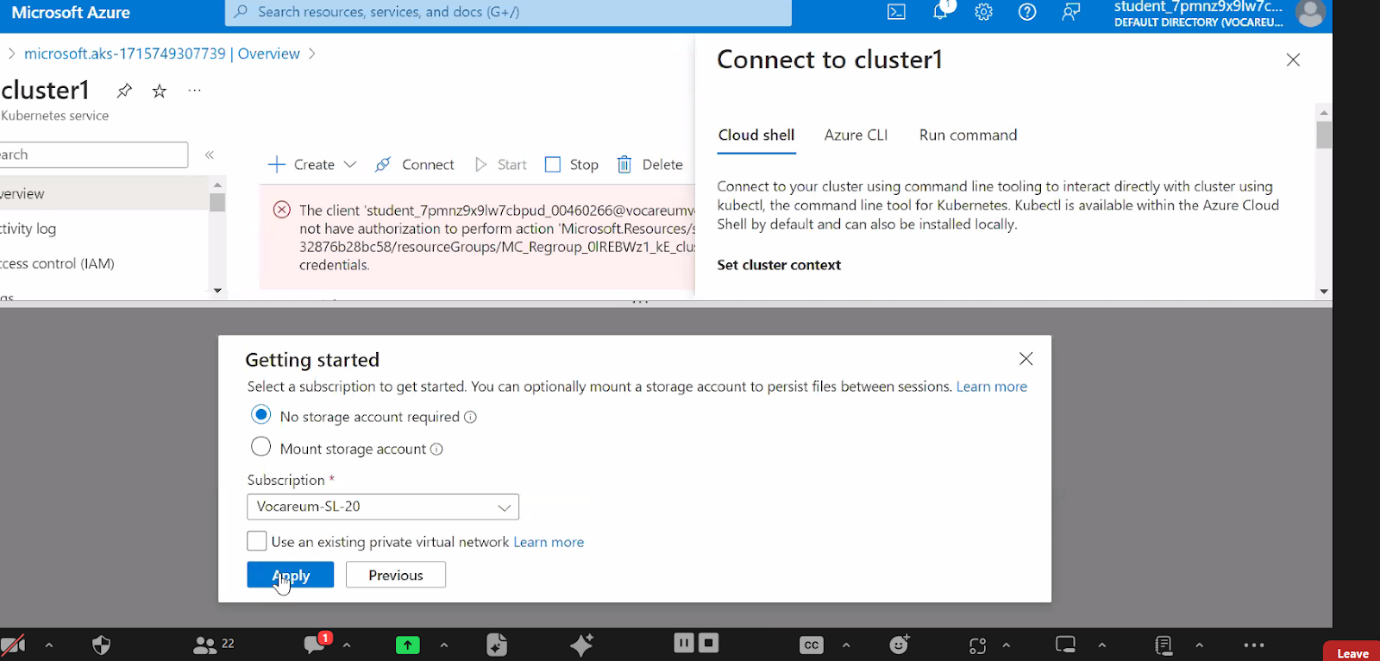 Microsoft Azure
Search resources, services, and docs (G+/)
1
student_7pmnz9x9lw7c...
DEFAULT DIRECTORY (VOCAREU...
microsoft.aks-1715749307739 | Overview
cluster1
Kubernetes service
earch
«
Create
Connect
Start
Stop
Delete
verview
ctivity log
ccess control (IAM)
ags
The client 'student_7pmnz9x9lw7cbpud_00460266@vocareumv
not have authorization to perform action 'Microsoft.Resources/s
32876b28bc58/resourceGroups/MC_Regroup_0lREBWz1_kE_clus
credentials.
Connect to cluster1
Cloud shell
Azure CLI
Run command
Connect to your cluster using command line tooling to interact directly with cluster using
kubectl, the command line tool for Kubernetes. Kubectl is available within the Azure Cloud
Shell by default and can also be installed locally.
Set cluster context
Getting started
Select a subscription to get started. You can optionally mount a storage account to persist files between sessions. Learn more
No storage account required
Mount storage account
Subscription *
Vocareum-SL-20
Use an existing private virtual network Learn more
Apply
Previous
22
1
CC
Leave